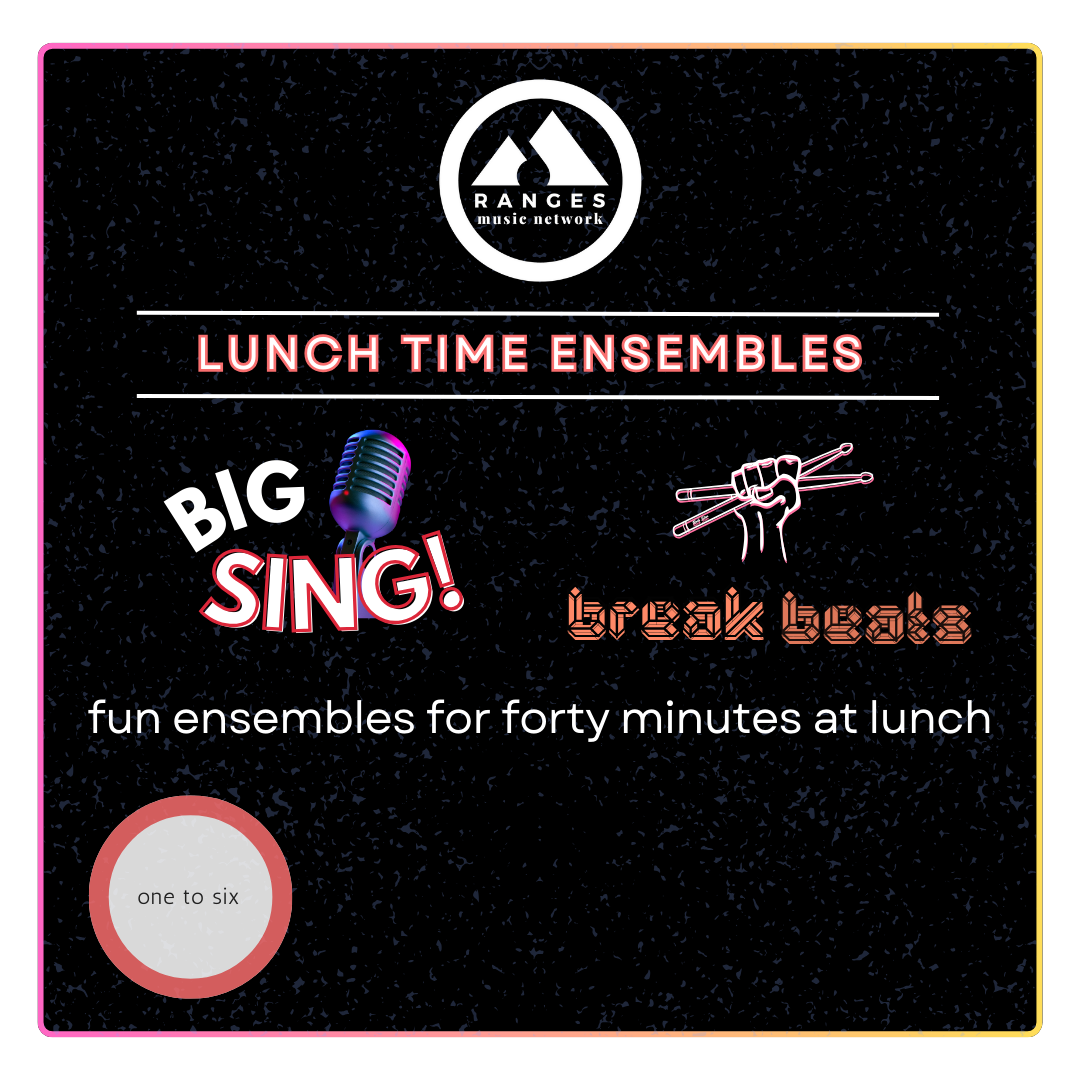 RANGES
music network
LUNCH TIME ENSEMBLES
BIG
SING!
break beats
fun ensembles for forty minutes at lunch
one to six